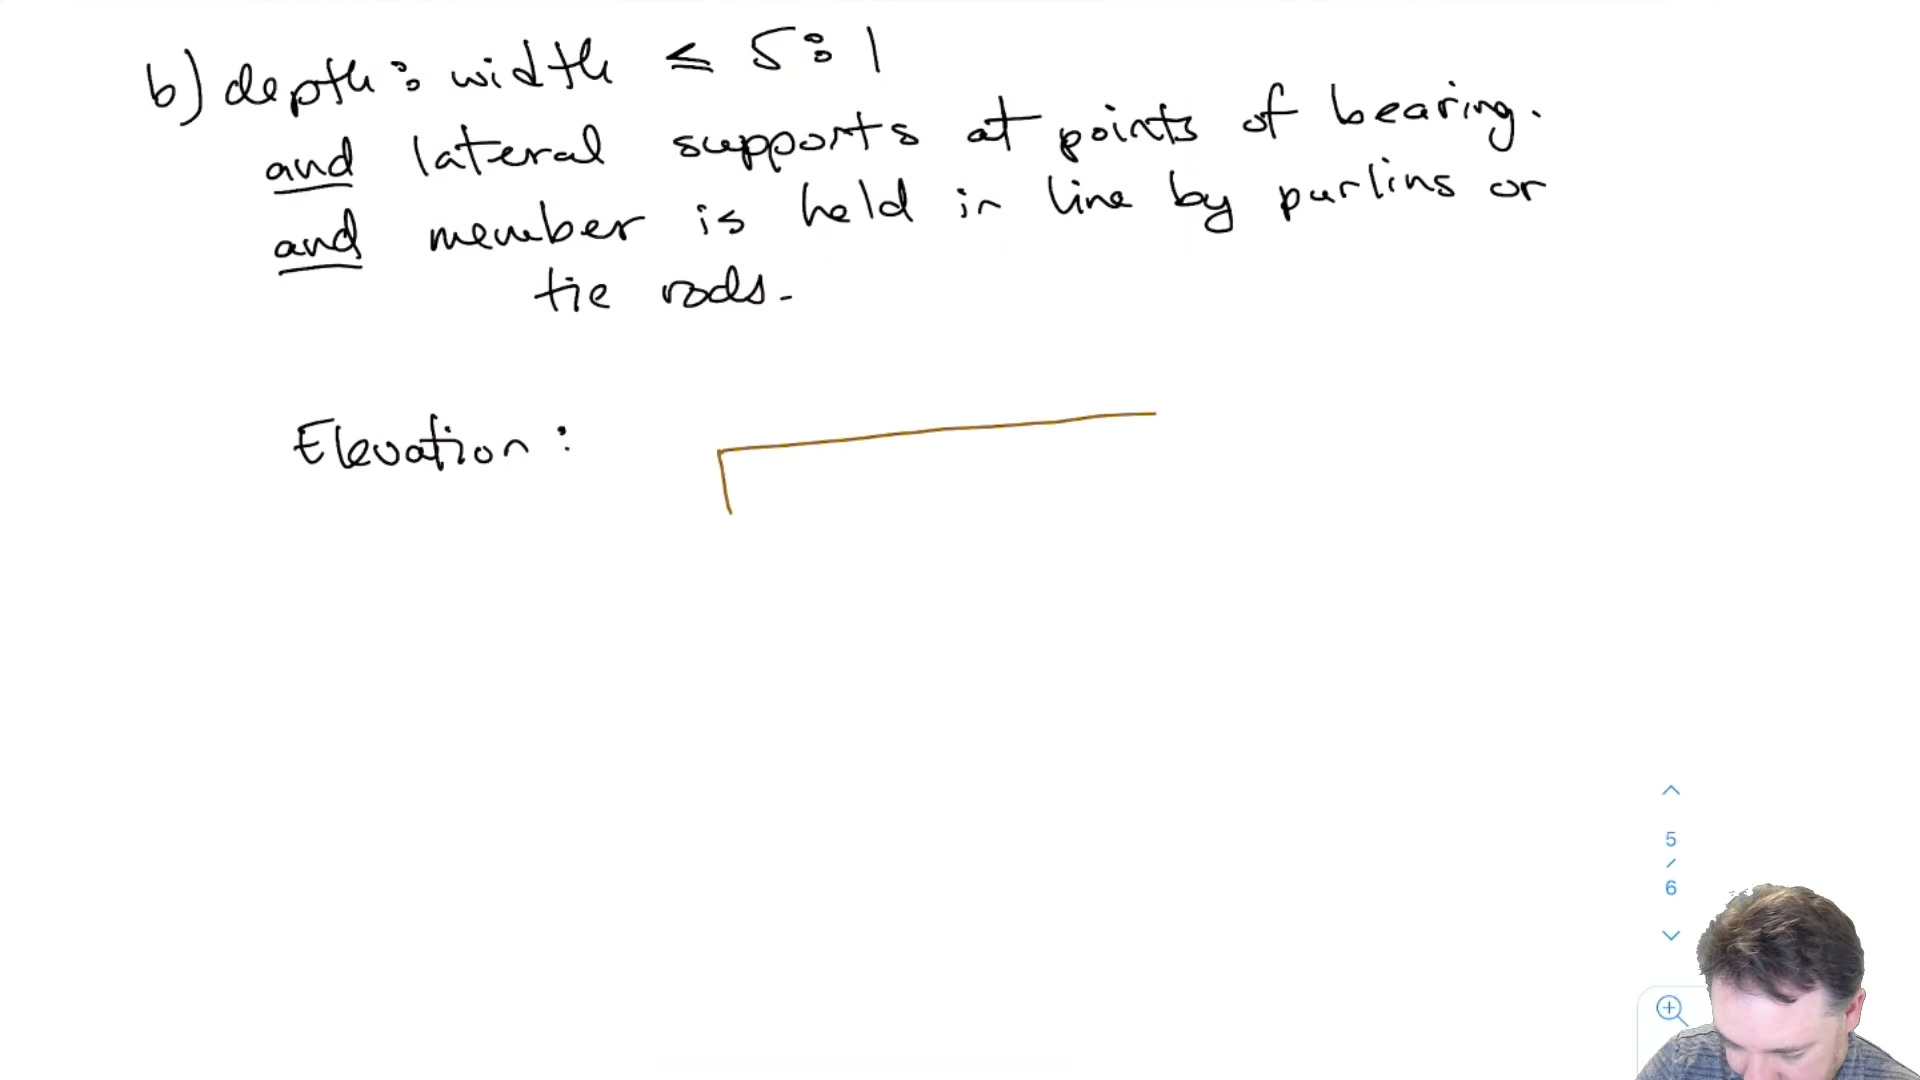 b) depth : width ≤ 5 : 1
and lateral supports at points of bearing.
and member is held in line by purlins or
tie rods.
Elevation :
5
/
6